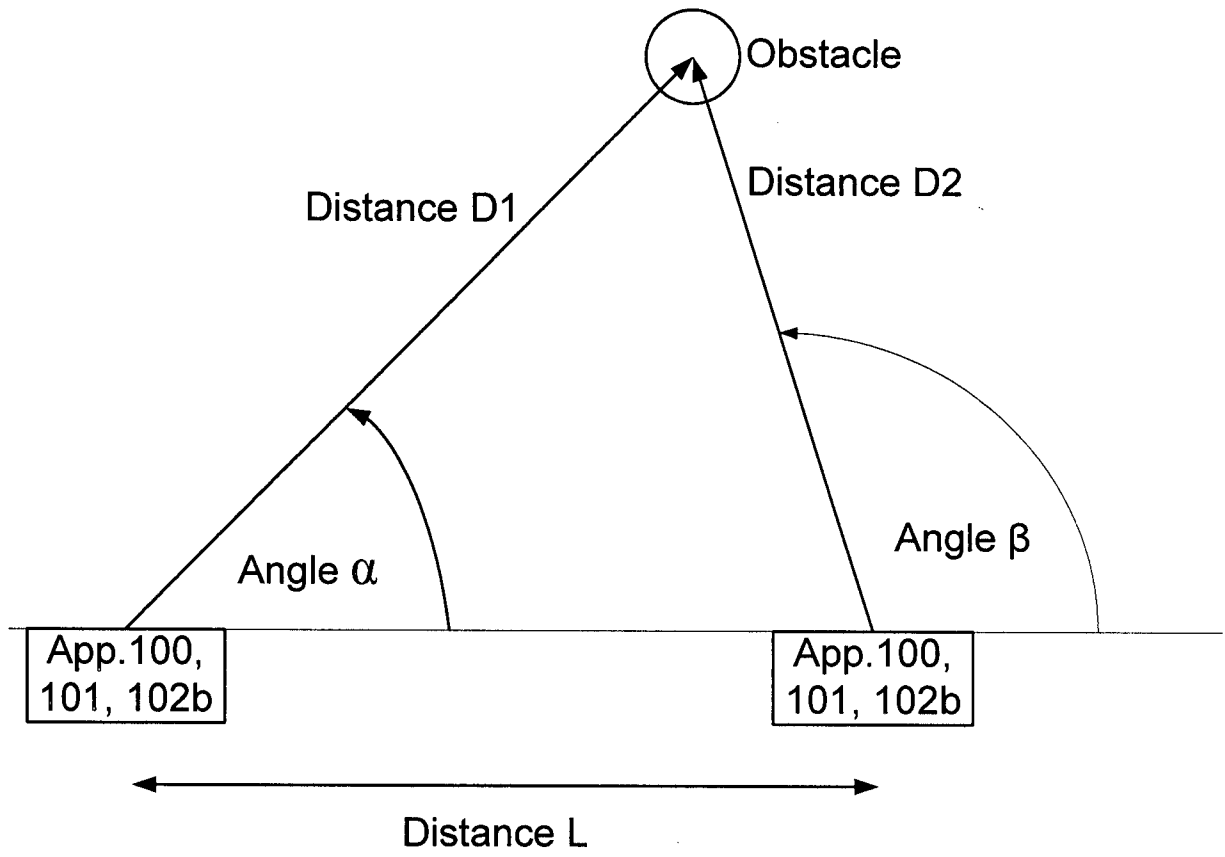 Obstacle
Distance D1
Distance D2
Angle α
Angle β
App.100,
101, 102b
App.100,
101, 102b
Distance L